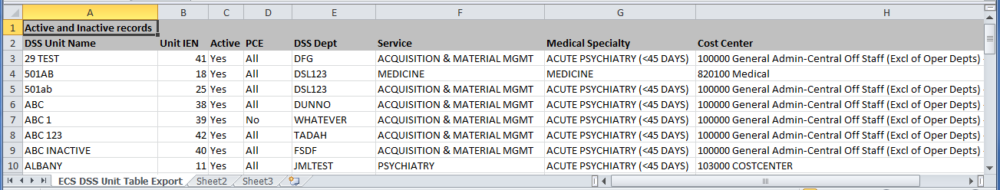 A B C D E F G H
1 Active and Inactive records
2 DSS Unit Name Unit IEN Active PCE DSS Dept Service Medical Specialty Cost Center
3 29 TEST 41 Yes All DFG ACQUISITION & MATERIAL MGMT ACUTE PSYCHIATRY (<45 DAYS) 100000 General Admin-Central Off Staff (Excl of Oper Depts)
4 501AB 18 Yes All DSL123 MEDICINE MEDICINE 820100 Medical
5 501ab 25 Yes All DSL123 ACQUISITION & MATERIAL MGMT ACUTE PSYCHIATRY (<45 DAYS) 100000 General Admin-Central Off Staff (Excl of Oper Depts)
6 ABC 38 Yes All DUNNO ACQUISITION & MATERIAL MGMT ACUTE PSYCHIATRY (<45 DAYS) 100000 General Admin-Central Off Staff (Excl of Oper Depts)
7 ABC 1 39 Yes No WHATEVER ACQUISITION & MATERIAL MGMT ACUTE PSYCHIATRY (<45 DAYS) 100000 General Admin-Central Off Staff (Excl of Oper Depts)
8 ABC 123 42 Yes All TADAH ACQUISITION & MATERIAL MGMT ACUTE PSYCHIATRY (<45 DAYS) 100000 General Admin-Central Off Staff (Excl of Oper Depts)
9 ABC INACTIVE 40 Yes All FSDF ACQUISITION & MATERIAL MGMT ACUTE PSYCHIATRY (<45 DAYS) 100000 General Admin-Central Off Staff (Excl of Oper Depts)
10 ALBANY 11 Yes All JMLTEST PSYCHIATRY ACUTE PSYCHIATRY (<45 DAYS) 103000 COSTCENTER
ECS DSS Unit Table Export Sheet2 Sheet3